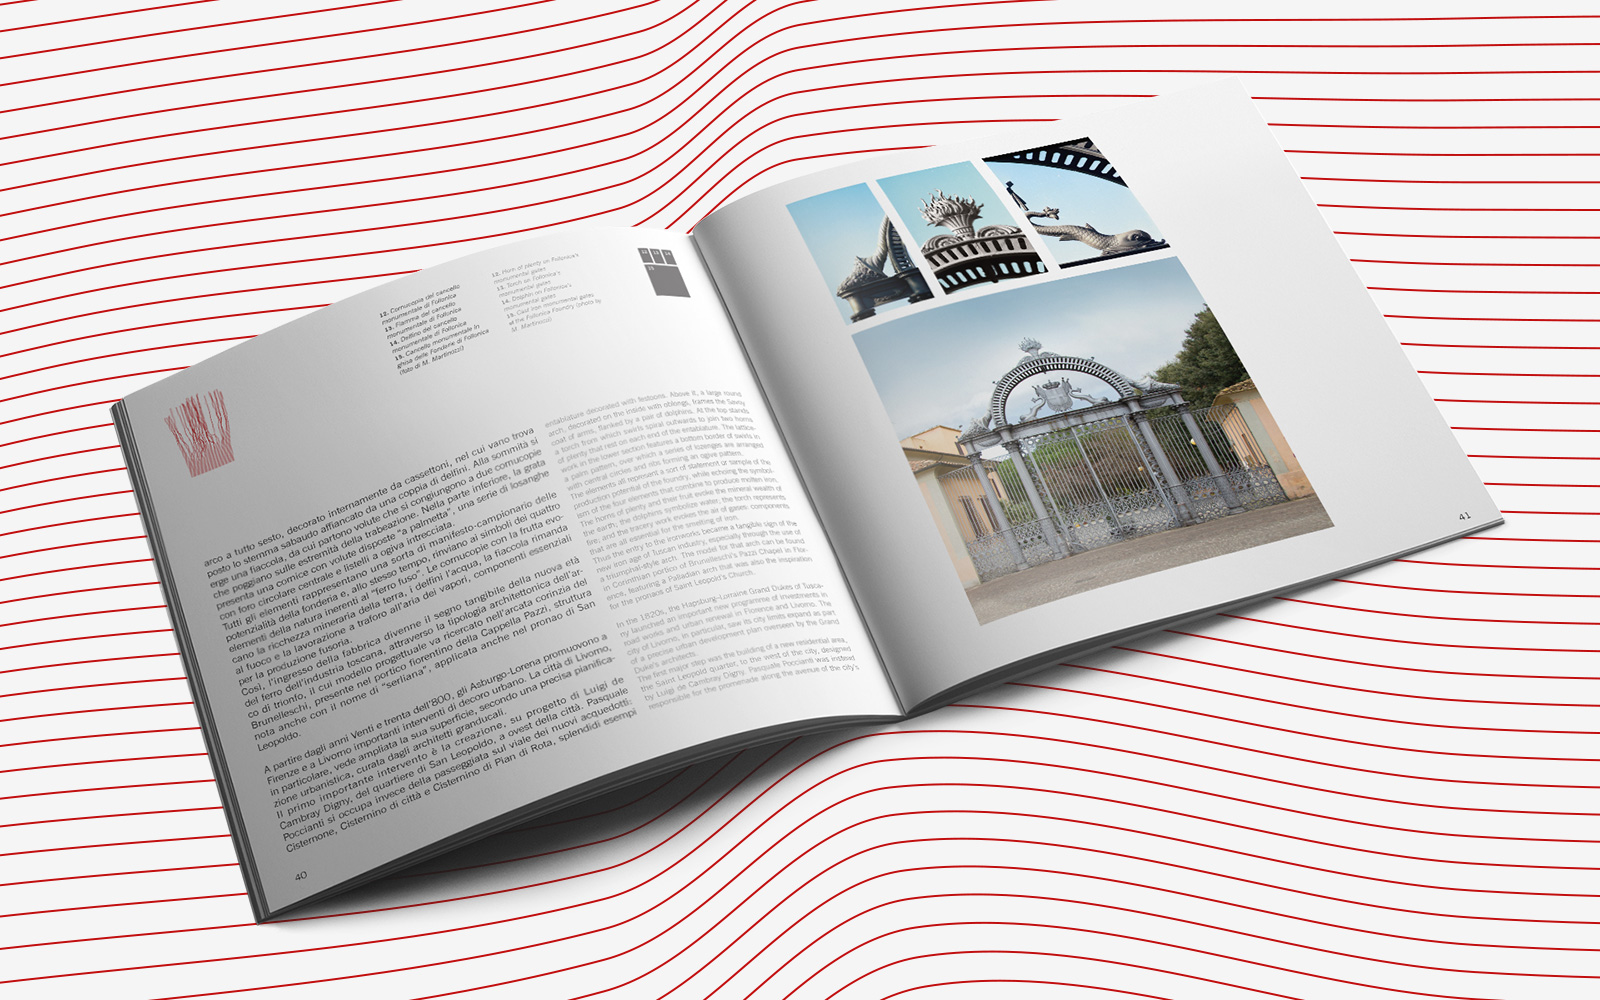 12. Cornucopia del cancello
monumentale di Follonica
13. Fiamma del cancello
monumentale di Follonica
14. Delfino del cancello
monumentale di Follonica
15. Cancello monumentale in
ghisa delle Fonderie di Follonica
(foto di M. Martinozzi)
12. Horn of plenty on Follonica's
monumental gates
13. Torch on Follonica's
monumental gates
14. Dolphin on Follonica's
monumental gates
15. Cast iron monumental gates
at the Follonica Foundry (photo by
M. Martinozzi)
arco a tutto sesto, decorato internamente da cassettoni, nel cui vano trova
posto lo stemma sabaudo affiancato da una coppia di delfini. Alla sommità si
erge una fiaccola, da cui partono volute che si congiungono a due cornucopie
che poggiano sulle estremità della trabeazione. Nella parte inferiore, la grata
presenta una cornice con volute disposte “a palmetta”, una serie di losanghe
con foro circolare centrale e listelli a ogiva intrecciata.
Tutti gli elementi rappresentano una sorta di manifesto-campionario delle
potenzialità della fonderia e, allo stesso tempo, rinviano ai simboli dei quattro
elementi della natura inerenti al “ferreo fuso”. Le cornucopie con la frutta evo-
cano la ricchezza mineraria della terra, i delfini l'acqua, la fiaccola rimanda
al fuoco e la lavorazione a traforo all'aria dei vapori, componenti essenziali
per la produzione fusoria.
Così, l'ingresso della fabbrica divenne il segno tangibile della nuova età
del ferro dell'industria toscana, attraverso la tipologia architettonica dell'ar-
co di trionfo, il cui modello progettuale va ricercato nell'arcata corinzia del
Brunelleschi, presente nel portico fiorentino della Cappella Pazzi, struttura
nota anche con il nome di “serliana”, applicata anche nel pronao di San
Leopoldo.
A partire dagli anni Venti e trenta dell'800, gli Asburgo-Lorena promuovono a
Firenze e a Livorno importanti interventi di decoro urbano. La città di Livorno,
in particolare, vede ampliata la sua superficie, secondo una precisa pianifica-
zione urbanistica, curata dagli architetti granducali.
Il primo importante intervento è la creazione, su progetto di Luigi de
Cambray Digny, del quartiere di San Leopoldo, a ovest della città. Pasquale
Poccianti si occupa invece della passeggiata sul viale dei nuovi acquedotti:
Cisternone, Cisternino di città e Cisternino di Pian di Rota, splendidi esempi
entablature decorated with festoons. Above it, a large round
arch, decorated on the inside with oblongs, frames the Savoy
coat of arms, flanked by a pair of dolphins. At the top stands
a torch from which swirls spiral outwards to join two horns
of plenty that rest on each end of the entablature. The lattice-
work in the lower section features a bottom border of swirls in
a palm pattern, over which a series of lozenges are arranged
with central circles and ribs forming an ogive pattern.
The elements all represent a sort of statement or sample of the
production potential of the foundry, while echoing the symbol-
ism of the elements that combine to produce molten iron.
The horns of plenty and their fruit evoke the mineral wealth of
the earth; the dolphins symbolize water; the torch represents
fire; and the tracery work evokes the air of gases: components
that are all essential for the smelting of iron.
Thus the entry to the ironworks became a tangible sign of the
new iron age of Tuscan industry, especially through the use of
a triumphal-style arch. The model for that arch can be found
in Corinthian portico of Brunelleschi's Pazzi Chapel in Flor-
ence, featuring a Palladian arch that was also the inspiration
for the pronaos of Saint Leopold's Church.
In the 1820s, the Hapsburg-Lorraine Grand Dukes of Tusca-
ny launched an important new programme of investments in
road works and urban renewal in Florence and Livorno. The
city of Livorno, in particular, saw its city limits expand as part
of a precise urban development plan overseen by the Grand
Duke's architects.
The first major step was the building of a new residential area,
the Saint Leopold quarter, to the west of the city, designed
by Luigi de Cambray Digny. Pasquale Poccianti was instead
responsible for the promenade along the avenue of the city's
40
41